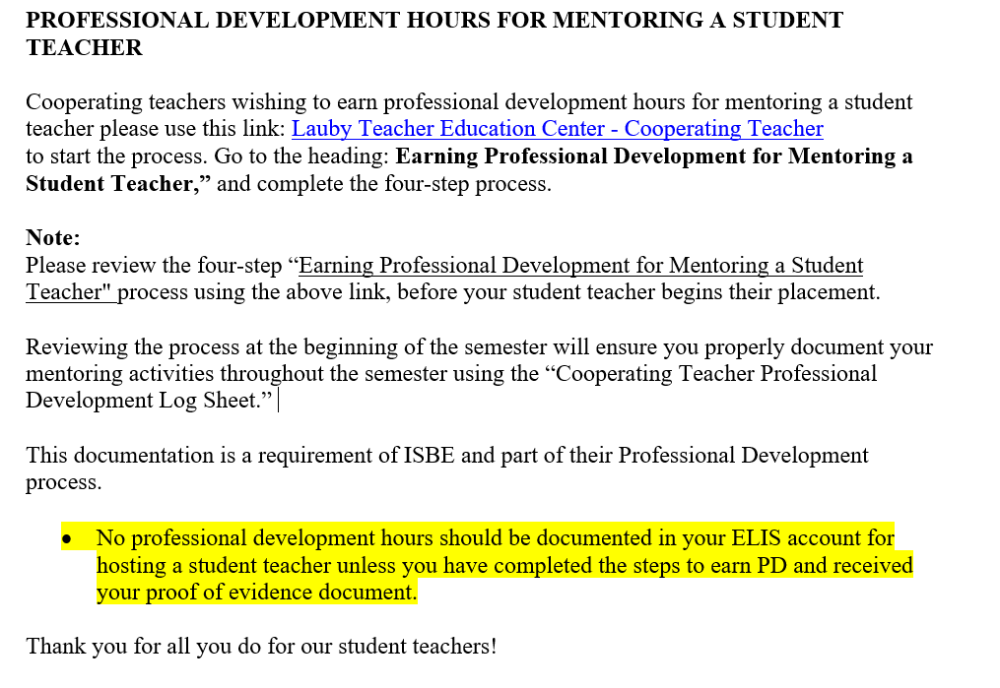 PROFESSIONAL DEVELOPMENT HOURS FOR MENTORING A STUDENT
TEACHER
Cooperating teachers wishing to earn professional development hours for mentoring a student
teacher please use this link: Lauby Teacher Education Center - Cooperating Teacher
to start the process. Go to the heading: Earning Professional Development for Mentoring a
Student Teacher,” and complete the four-step process.
Note:
Please review the four-step “Earning Professional Development for Mentoring a Student
Teacher" process using the above link, before your student teacher begins their placement.
Reviewing the process at the beginning of the semester will ensure you properly document your
mentoring activities throughout the semester using the “Cooperating Teacher Professional
Development Log Sheet.”
This documentation is a requirement of ISBE and part of their Professional Development
process.
• No professional development hours should be documented in your ELIS account for
hosting a student teacher unless you have completed the steps to earn PD and received
your proof of evidence document.
Thank you for all you do for our student teachers!